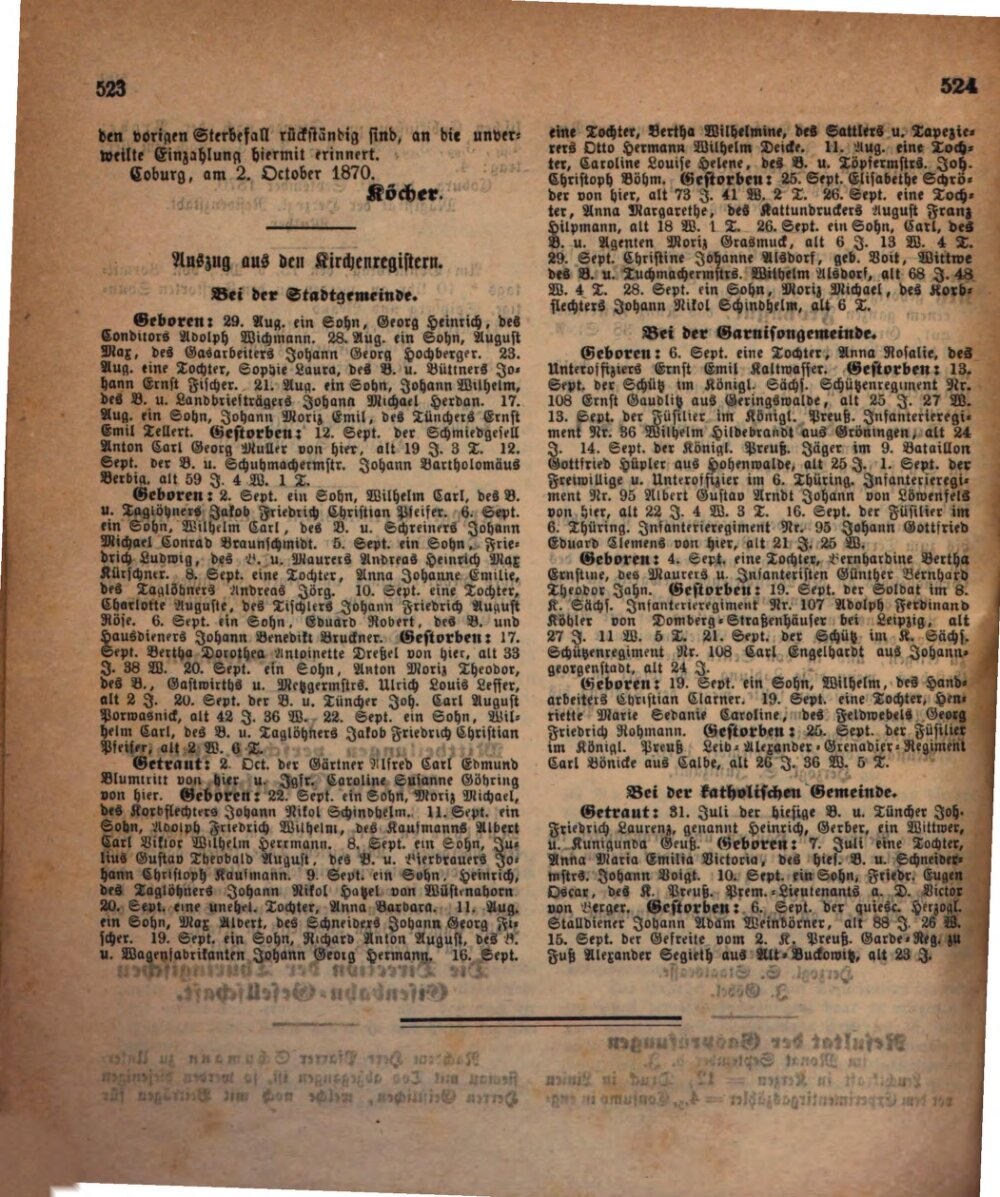 523
den vorigen Sterbefall rückständig sind, an die unver-
weilte Einzahlung hiermit erinnert.
Coburg, am 2. October 1870.
Köcher.
Auszug aus den Kirchenregistern.
Bei der Stadtgemeinde.
Geboren: 29. Aug. ein Sohn, Georg Heinrich, des
Conditors Adolph Wichmann. 28. Aug. ein Sohn, August
Max, des Gasarbeiters Johann Georg Hochberger. 23.
Aug. eine Tochter, Sophie Laura, des B. u. Büttners Jo-
hann Ernst Fischer. 21. Aug. ein Sohn, Johann Wilhelm,
des B. u. Landbriefträgers Johann Michael Herdan. 17.
Aug. ein Sohn, Johann Moriz Emil, des Tünchers Ernst
Emil Tellert. Gestorben: 12. Sept. der Schmiedgesell
Anton Carl Georg Müller von hier, alt 19 J. 3 T. 12.
Sept. der B. u. Schuhmachermstr. Johann Bartholomäus
Berbig, alt 59 J. 4 W. 1 T.
Geboren: 2. Sept. ein Sohn, Wilhelm Carl, des B.
u. Taglöhners Jakob Friedrich Christian Pfeifer. 6. Sept.
ein Sohn, Wilhelm Carl, des B. u. Schreiners Johann
Michael Conrad Braunschmidt. 5. Sept. ein Sohn, Frie-
drich Ludwig, des B. u. Maurers Andreas Heinrich Max
Kürschner. 8. Sept. eine Tochter, Anna Johanne Emilie,
des Taglöhners Andreas Jörg. 10. Sept. eine Tochter,
Charlotte Auguste, des Tischlers Johann Friedrich August
Röse. 6. Sept. ein Sohn, Eduard Robert, des B. und
Hausdieners Johann Benedikt Bruckner. Gestorben: 17.
Sept. Bertha Dorothea Antoinette Dreßel von hier, alt 33
J. 38 W. 20. Sept. ein Sohn, Anton Moriz Theodor,
des B., Gastwirths u. Metzgermstrs. Ulrich Louis Leffer,
alt 2 J. 20. Sept. der B. u. Tüncher Joh. Carl August
Porwasnick, alt 42 J. 36 W. 22. Sept. ein Sohn, Wil-
helm Carl, des B. u. Taglöhners Jakob Friedrich Christian
Pfeifer, alt 2 W. 6 T.
Getraut: 2. Oct. der Gärtner Alfred Carl Edmund
Blumtritt von hier u. Jgfr. Caroline Susanne Göhring
von hier. Geboren: 22. Sept. ein Sohn, Moriz Michael,
des Korbflechters Johann Nikol Schindhelm. 11. Sept. ein
Sohn, Adolph Friedrich Wilhelm, des Kaufmanns Albert
Carl Viktor Wilhelm Herrmann. 8. Sept. ein Sohn, Ju-
lius Gustav Theobald August, des B. u. Bierbrauers Jo-
hann Christoph Kaufmann. 9. Sept. ein Sohn, Heinrich,
des Taglöhners Johann Nikol Hatzel von Wüstenahorn
20. Sept. eine unehel. Tochter, Anna Barbara. 11. Aug.
ein Sohn, Max Albert, des Schneiders Johann Georg Fi-
scher. 19. Sept. ein Sohn, Richard Anton August, des B.
u. Wagenfabrikanten Johann Georg Hermann. 16. Sept.
524
eine Tochter, Bertha Wilhelmine, des Sattlers u. Tapezie-
rers Otto Hermann Wilhelm Deicke. 11. Aug. eine Toch-
ter, Caroline Louise Helene, des B. u. Töpfermstrs. Joh.
Christoph Böhm. Gestorben: 25. Sept. Elisabethe Schrö-
der von hier, alt 73 J. 41 W. 2 T. 26. Sept. eine Toch-
ter, Anna Margarethe, des Kattundruckers August Franz
Hilpmann, alt 18 W. 1 T. 26. Sept. ein Sohn, Carl, des
B. u. Agenten Moriz Grasmuck, alt 6 J. 13 W. 4 T.
29. Sept. Christine Johanne Alsdorf, geb. Voit, Wittwe
des B. u. Tuchmachermstrs. Wilhelm Alsdorf, alt 68 J. 48
W. 4 T. 28. Sept. ein Sohn, Moriz Michael, des Korb-
flechters Johann Nikol Schindhelm, alt 6 T.
Bei der Garnisongemeinde.
Geboren: 6. Sept. eine Tochter, Anna Rosalie, des
Unteroffiziers Ernst Emil Kaltwasser. Gestorben: 13.
Sept. der Schütz im Königl. Sächs. Schützenregiment Nr.
108 Ernst Gaudlitz aus Geringswalde, alt 25 J. 27 W.
13. Sept. der Füsilier im Königl. Preuß. Infanterieregi-
ment Nr. 36 Wilhelm Hildebrandt aus Gröningen, alt 24
J. 14. Sept. der Königl. Preuß. Jäger im 9. Bataillon
Gottfried Hüpler aus Hohenwalde, alt 25 J. 1. Sept. der
Freiwillige u. Unteroffizier im 6. Thüring. Infanterieregi-
ment Nr. 95 Albert Gustav Arndt Johann von Löwenfels
von hier, alt 22 J. 4 W. 3 T. 16. Sept. der Füsilier im
6. Thüring. Infanterieregiment Nr. 95 Johann Gottfried
Eduard Clemens von hier, alt 21 J. 25 W.
Geboren: 4. Sept. eine Tochter, Bernhardine Bertha
Ernstine, des Maurers u. Infanteristen Günther Bernhard
Theodor Jahn. Gestorben: 19. Sept. der Soldat im 8.
K. Sächs. Infanterieregiment Nr. 107 Adolph Ferdinand
Köhler von Domberg-Straßenhäuser bei Leipzig, alt
27 J. 11 W. 5 T. 21. Sept. der Schütz im K. Sächs.
Schützenregiment Nr. 108 Carl Engelhardt aus Johann-
georgenstadt, alt 24 J.
Geboren: 19. Sept. ein Sohn, Wilhelm, des Hand-
arbeiters Christian Clarner. 19. Sept. eine Tochter, Hen-
riette Marie Sedanie Caroline, des Feldwebels Georg
Friedrich Rohmann. Gestorben: 25. Sept. der Füsilier
im Königl. Preuß. Leib-Alexander-Grenadier-Regiment
Carl Bönicke aus Calbe, alt 26 J. 36 W. 5 T.
Bei der katholischen Gemeinde.
Getraut: 31. Juli der hiesige B. u. Tüncher Joh.
Friedrich Laurenz, genannt Heinrich, Gerber, ein Wittwer,
u. Kunigunda Geuß. Geboren: 7. Juli eine Tochter,
Anna Maria Emilia Victoria, des hies. B. u. Schneider-
mstrs. Johann Voigt. 10. Sept. ein Sohn, Friedr. Eugen
Oscar, des K. Preuß. Prem.-Lieutenants a. D. Victor
von Berger. Gestorben: 6. Sept. der quiesc. Herzogl.
Stalldiener Johann Adam Weinbörner, alt 88 J. 26 W.
15. Sept. der Gefreite vom 2. K. Preuß. Garde-Reg. zu
Fuß Alexander Segieth aus Alt-Buckowitz, alt 23 J.